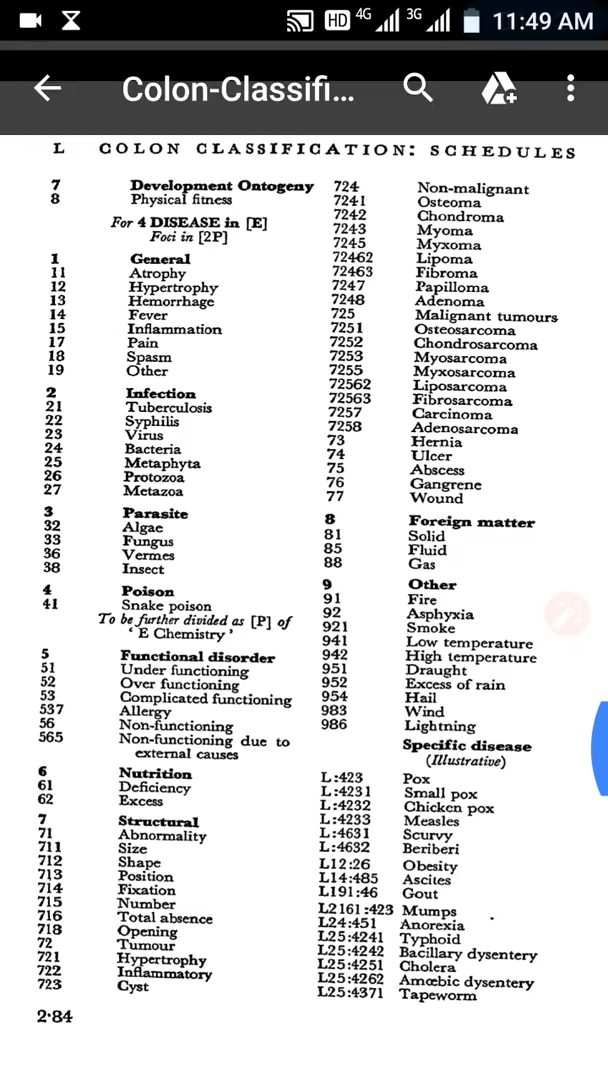 HD 4G 3G 11:49 AM
Colon-Classifi...
L COLON CLASSIFICATION: SCHEDULES
7 Development Ontogeny
8 Physical fitness
For 4 DISEASE in [E]
Foci in [2P]
1 General
11 Atrophy
12 Hypertrophy
13 Hemorrhage
14 Fever
15 Inflammation
17 Pain
18 Spasm
19 Other
2 Infection
21 Tuberculosis
22 Syphilis
23 Virus
24 Bacteria
25 Metaphyta
26 Protozoa
27 Metazoa
3 Parasite
32 Algae
33 Fungus
36 Vermes
38 Insect
4 Poison
41 Snake poison
To be further divided as [P] of
‘ E Chemistry ’
5 Functional disorder
51 Under functioning
52 Over functioning
53 Complicated functioning
537 Allergy
56 Non-functioning
565 Non-functioning due to
external causes
6 Nutrition
61 Deficiency
62 Excess
7 Structural
71 Abnormality
711 Size
712 Shape
713 Position
714 Fixation
715 Number
716 Total absence
718 Opening
72 Tumour
721 Hypertrophy
722 Inflammatory
723 Cyst
724 Non-malignant
7241 Osteoma
7242 Chondroma
7243 Myoma
7245 Myxoma
72462 Lipoma
72463 Fibroma
7247 Papilloma
7248 Adenoma
725 Malignant tumours
7251 Osteosarcoma
7252 Chondrosarcoma
7253 Myosarcoma
7255 Myxosarcoma
72562 Liposarcoma
72563 Fibrosarcoma
7257 Carcinoma
7258 Adenosarcoma
73 Hernia
74 Ulcer
75 Abscess
76 Gangrene
77 Wound
8 Foreign matter
81 Solid
85 Fluid
88 Gas
9 Other
91 Fire
92 Asphyxia
921 Smoke
941 Low temperature
942 High temperature
951 Draught
952 Excess of rain
954 Hail
983 Wind
986 Lightning
Specific disease
(Illustrative)
L:423 Pox
L:4231 Small pox
L:4232 Chicken pox
L:4233 Measles
L:4631 Scurvy
L:4632 Beriberi
L12:26 Obesity
L14:485 Ascites
L191:46 Gout
L2161:423 Mumps
L24:451 Anorexia
L25:4241 Typhoid
L25:4242 Bacillary dysentery
L25:4251 Cholera
L25:4262 Amœbic dysentery
L25:4371 Tapeworm
2·84